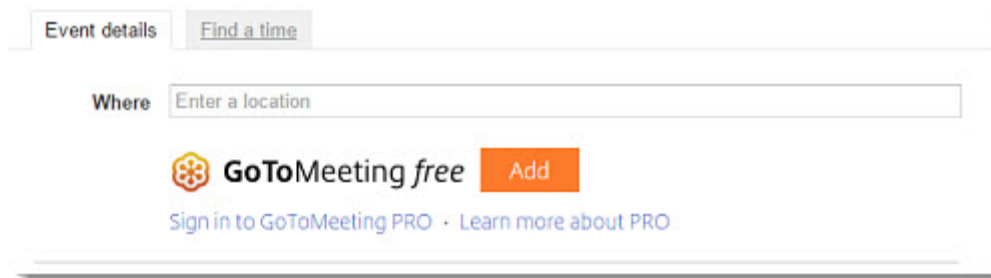 Event details Find a time
Where Enter a location
GoToMeeting free Add
Sign in to GoToMeeting PRO · Learn more about PRO